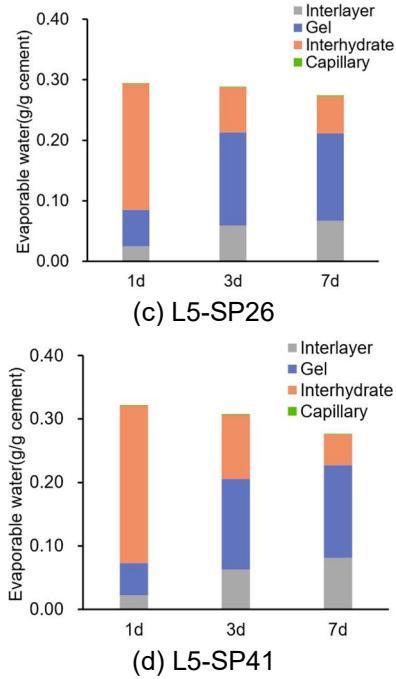 Interlayer
Gel
Interhydrate
Capillary
Evaporable water(g/g cement)
0.40
0.30
0.20
0.10
0.00
1d 3d 7d
(c) L5-SP26
Interlayer
Gel
Interhydrate
Capillary
Evaporable water(g/g cement)
0.40
0.30
0.20
0.10
0.00
1d 3d 7d
(d) L5-SP41